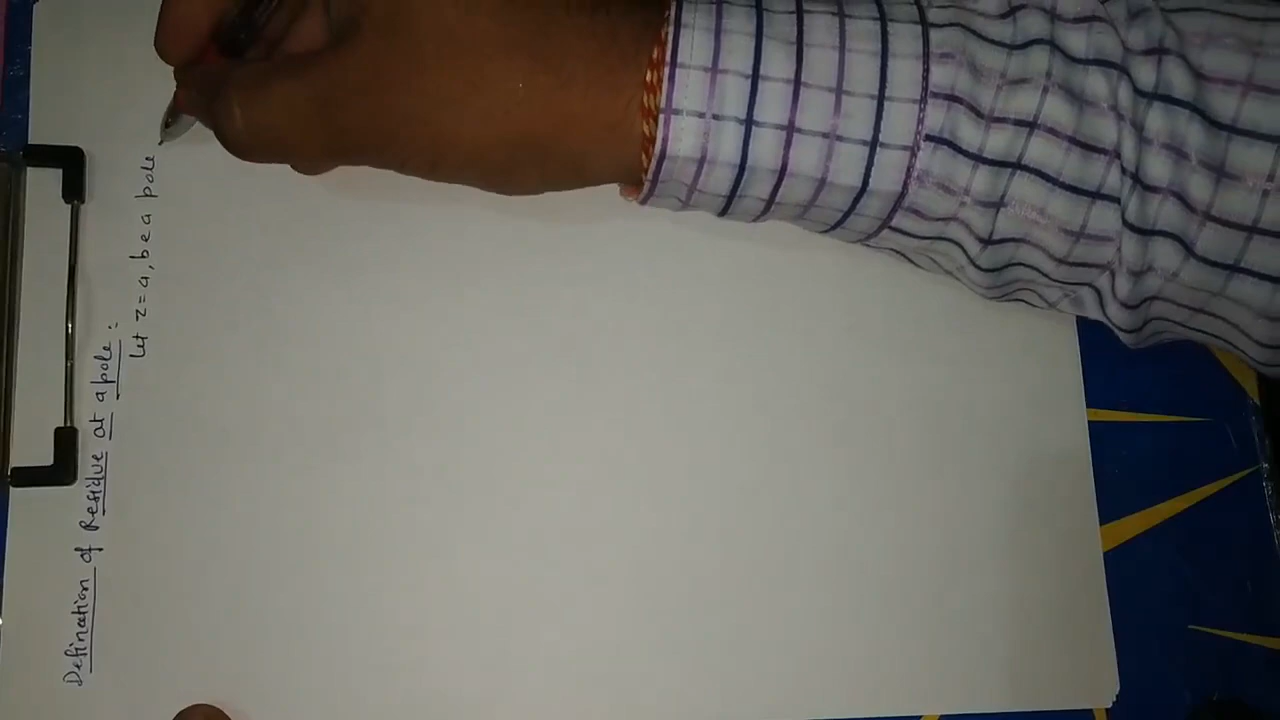 Defination of Residue at a pole :
Let z = a, be a pole